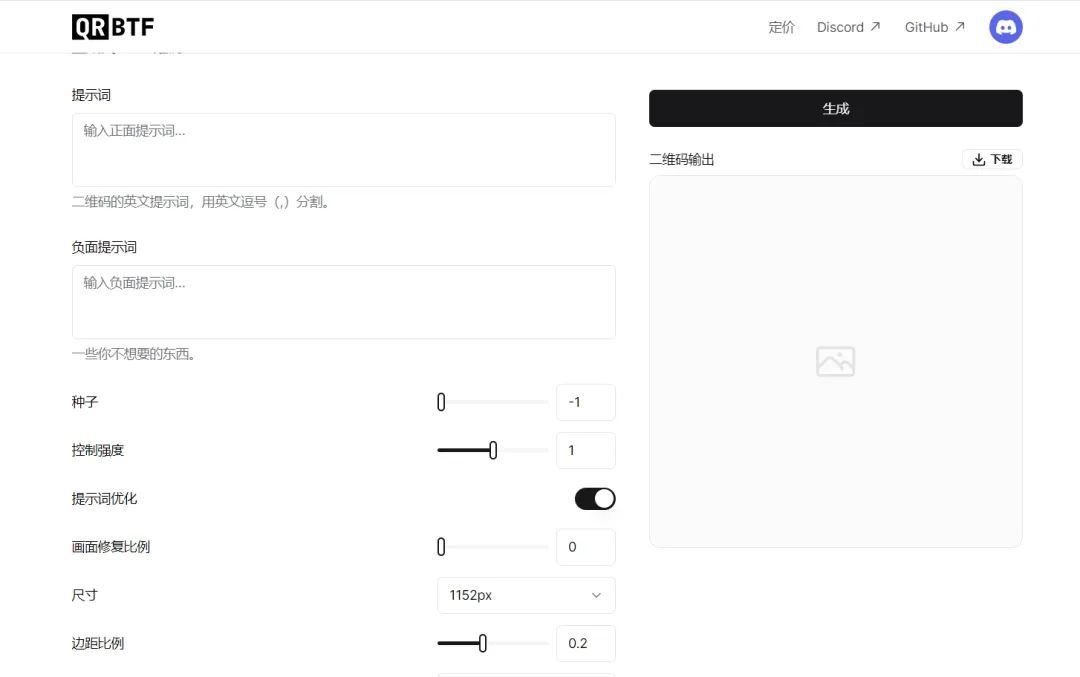 QRBTF
定价
Discord ↗
GitHub ↗
提示词
输入正面提示词...
二维码的英文提示词，用英文逗号（,）分割。
负面提示词
输入负面提示词...
一些你不想要的东西。
种子
-1
控制强度
1
提示词优化
画面修复比例
0
尺寸
1152px
边距比例
0.2
生成
二维码输出
下载